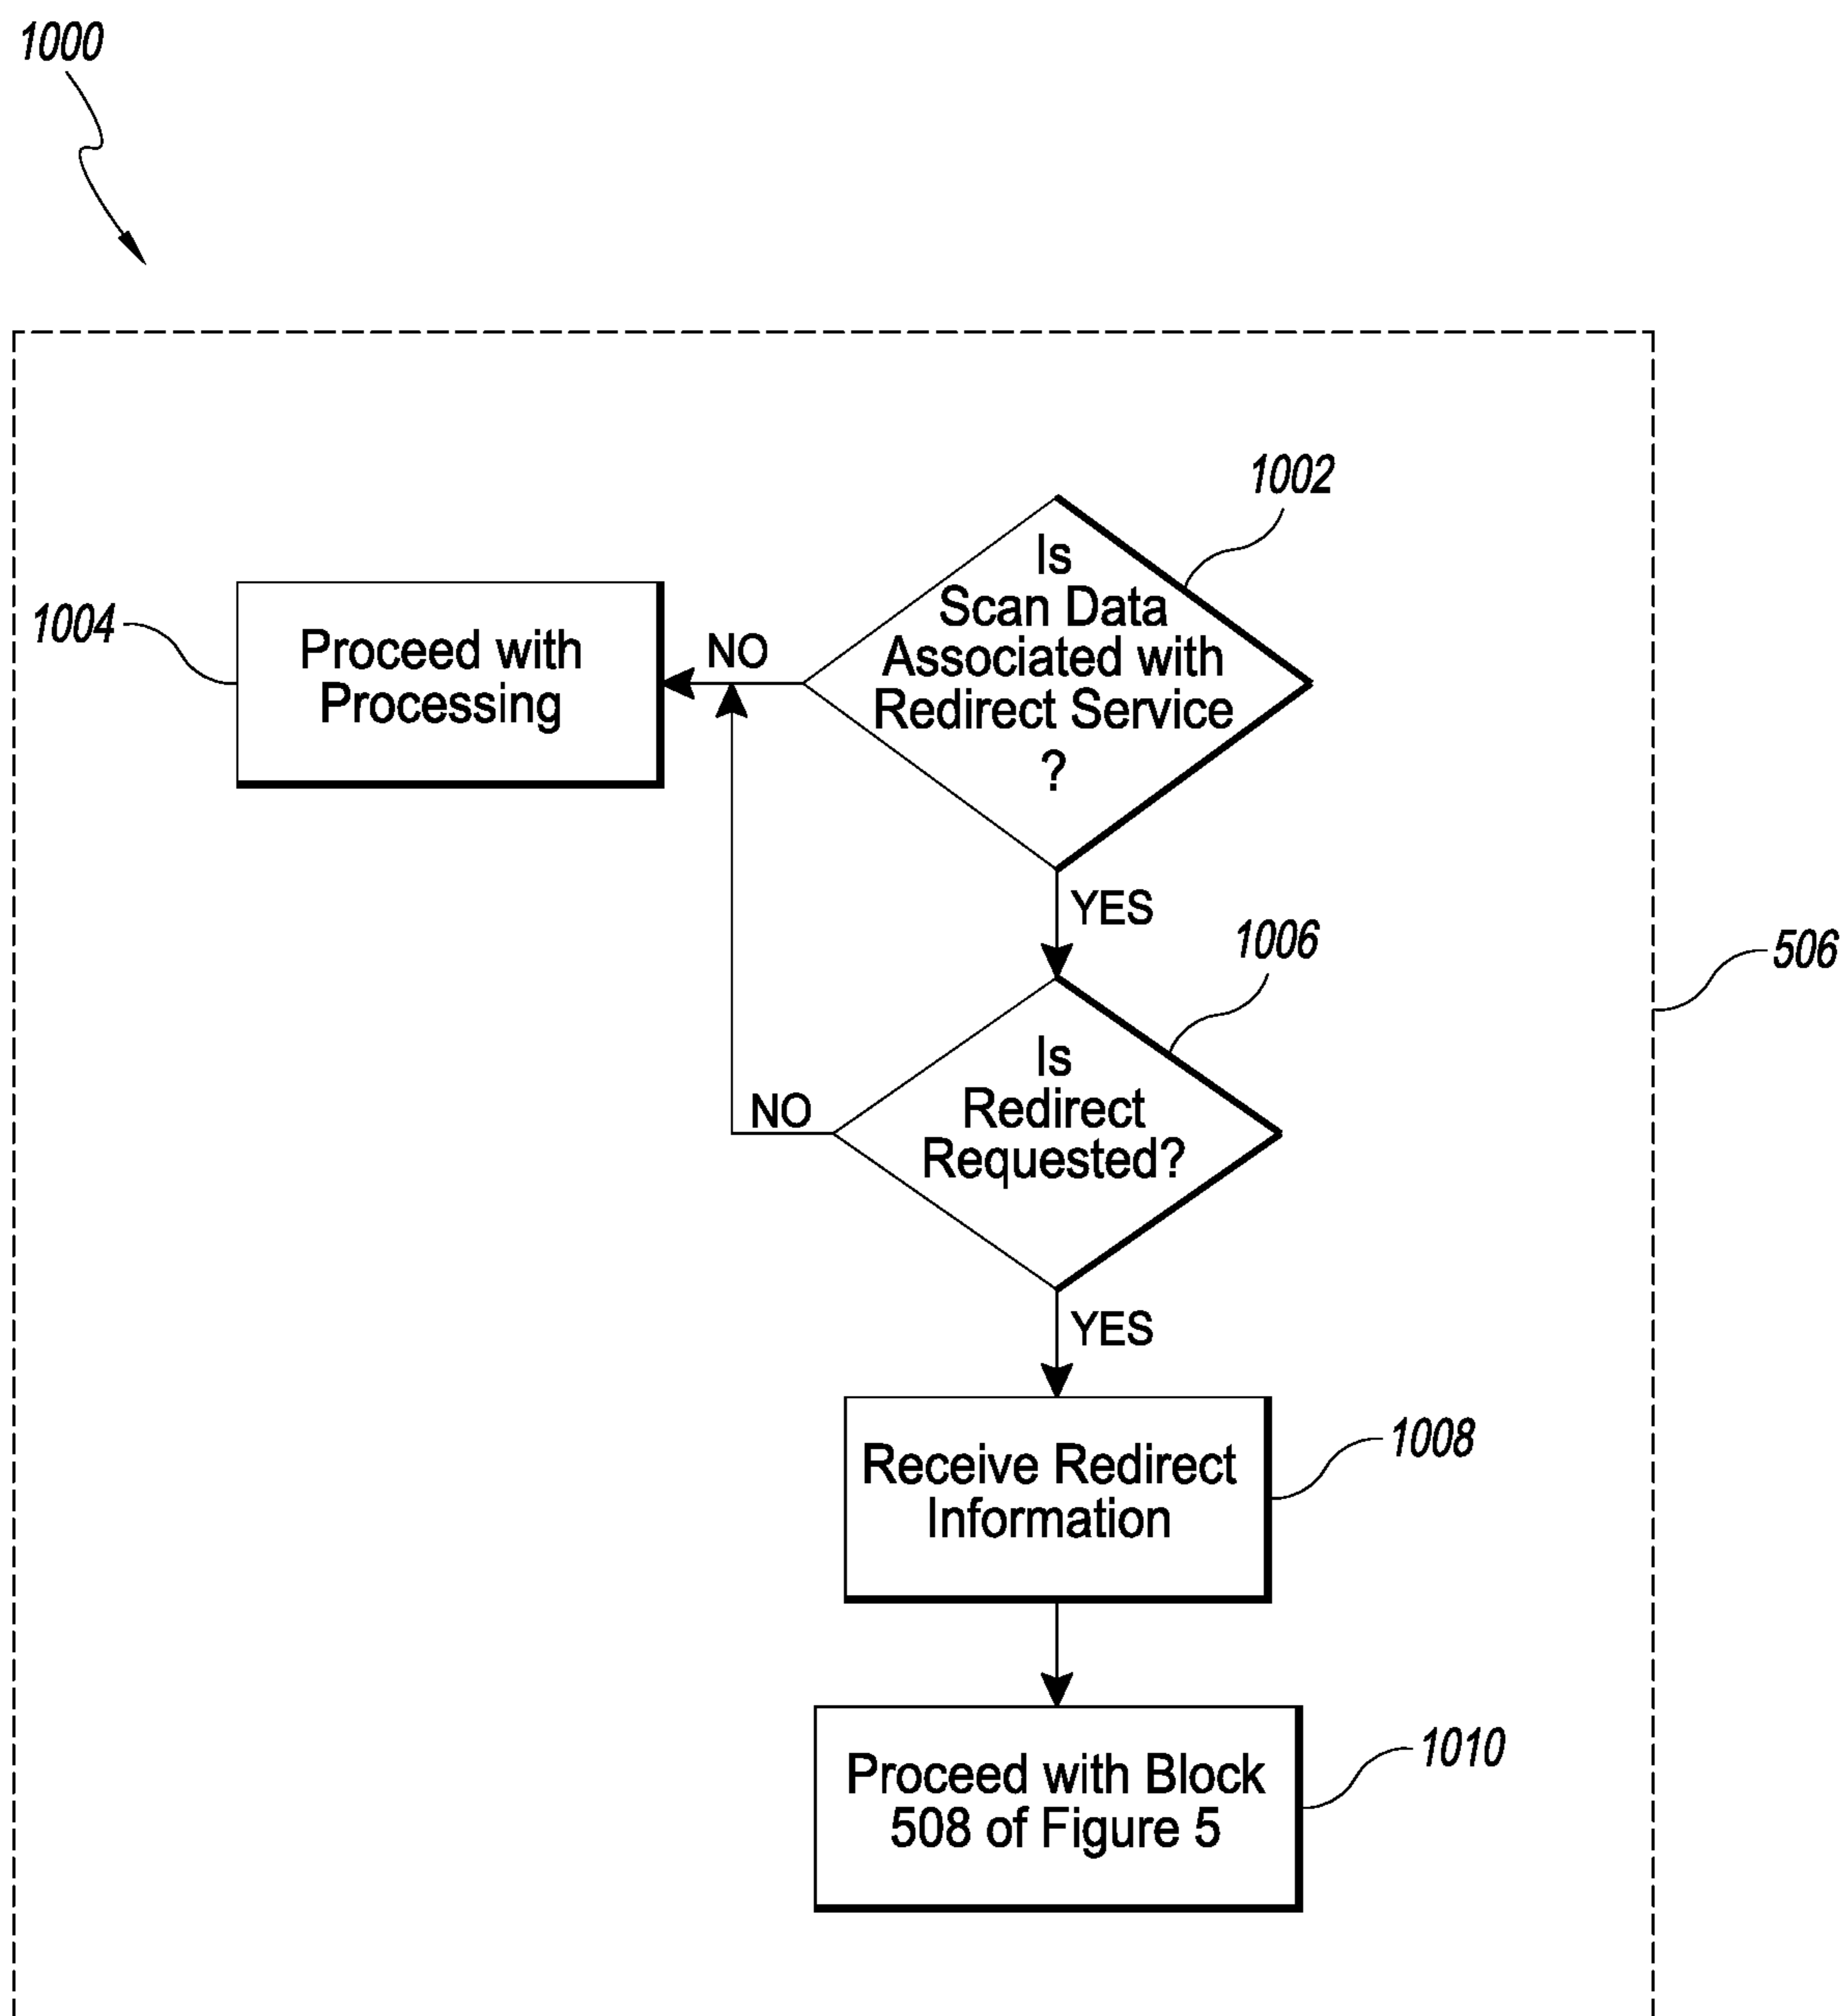 1000
1002
Is
Scan Data
Associated with
Redirect Service
?
1004
Proceed with
Processing
NO
YES
1006
506
Is
Redirect
Requested?
NO
YES
Receive Redirect
Information
1008
Proceed with Block
508 of Figure 5
1010